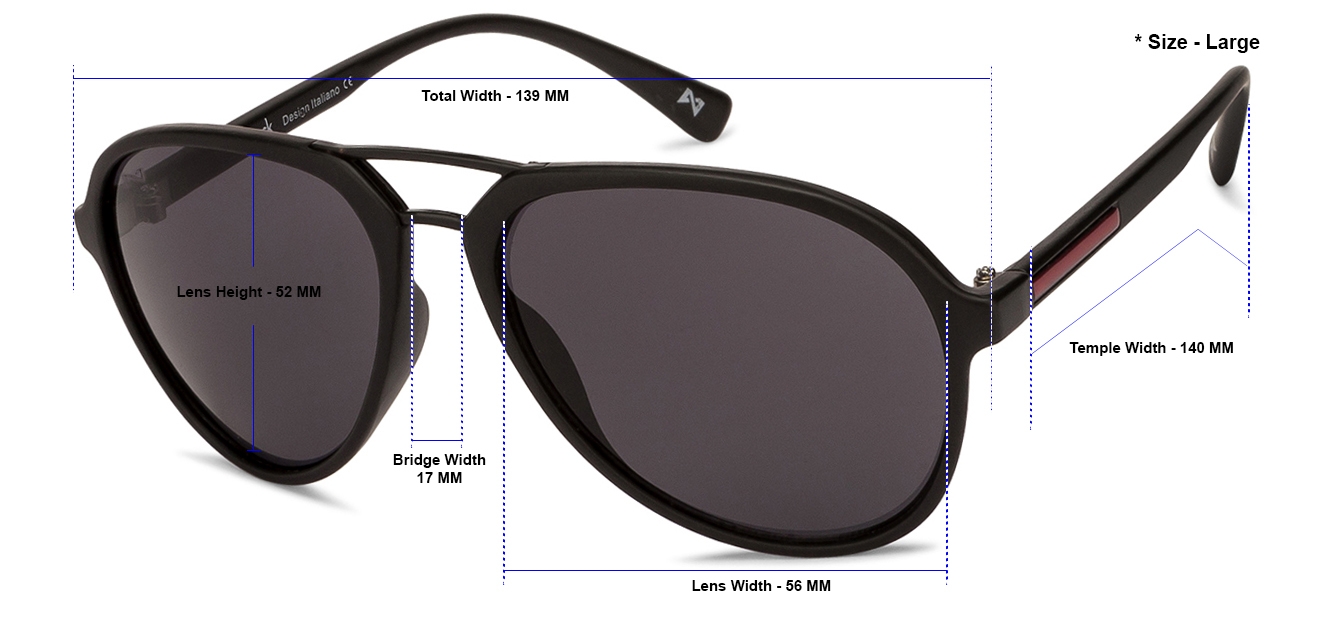 * Size - Large
Total Width - 139 MM
Design Italiano CE
Lens Height - 52 MM
Temple Width - 140 MM
Bridge Width
17 MM
Lens Width - 56 MM